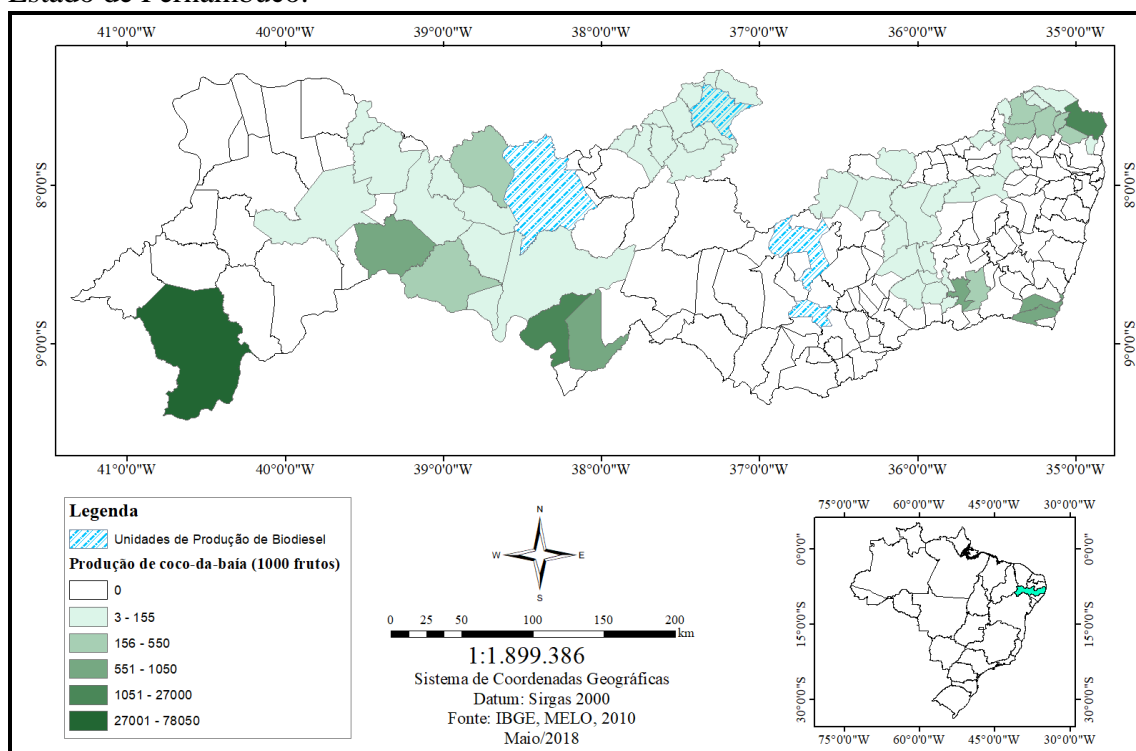 Estado de Pernambuco.
41°0'0"W 40°0'0"W 39°0'0"W 38°0'0"W 37°0'0"W 36°0'0"W 35°0'0"W
8°0'0"S 8°0'0"S
9°0'0"S 9°0'0"S
41°0'0"W 40°0'0"W 39°0'0"W 38°0'0"W 37°0'0"W 36°0'0"W 35°0'0"W
Legenda
Unidades de Produção de Biodiesel
Produção de coco-da-baía (1000 frutos)
0
3 - 155
156 - 550
551 - 1050
1051 - 27000
27001 - 78050
N
W E
S
0 25 50 100 150 200
km
1:1.899.386
Sistema de Coordenadas Geográficas
Datum: Sirgas 2000
Fonte: IBGE, MELO, 2010
Maio/2018
75°0'0"W 60°0'0"W 45°0'0"W 30°0'0"W
0°0'0" 0°0'0"
15°0'0"S 15°0'0"S
30°0'0"S 30°0'0"S
75°0'0"W 60°0'0"W 45°0'0"W 30°0'0"W